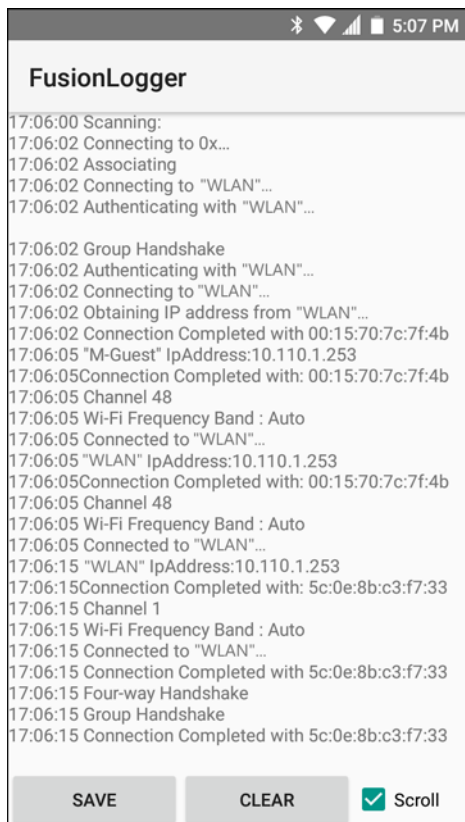 5:07 PM
FusionLogger
17:06:00 Scanning:
17:06:02 Connecting to 0x...
17:06:02 Associating
17:06:02 Connecting to "WLAN"...
17:06:02 Authenticating with "WLAN"...
17:06:02 Group Handshake
17:06:02 Authenticating with "WLAN"...
17:06:02 Connecting to "WLAN"...
17:06:02 Obtaining IP address from "WLAN"...
17:06:02 Connection Completed with 00:15:70:7c:7f:4b
17:06:05 "M-Guest" IpAddress:10.110.1.253
17:06:05Connection Completed with: 00:15:70:7c:7f:4b
17:06:05 Channel 48
17:06:05 Wi-Fi Frequency Band : Auto
17:06:05 Connected to "WLAN"...
17:06:05 "WLAN" IpAddress:10.110.1.253
17:06:05Connection Completed with: 00:15:70:7c:7f:4b
17:06:05 Channel 48
17:06:05 Wi-Fi Frequency Band : Auto
17:06:05 Connected to "WLAN"...
17:06:15 "WLAN" IpAddress:10.110.1.253
17:06:15Connection Completed with: 5c:0e:8b:c3:f7:33
17:06:15 Channel 1
17:06:15 Wi-Fi Frequency Band : Auto
17:06:15 Connected to "WLAN"...
17:06:15 Connection Completed with 5c:0e:8b:c3:f7:33
17:06:15 Four-way Handshake
17:06:15 Group Handshake
17:06:15 Connection Completed with 5c:0e:8b:c3:f7:33
SAVE CLEAR Scroll